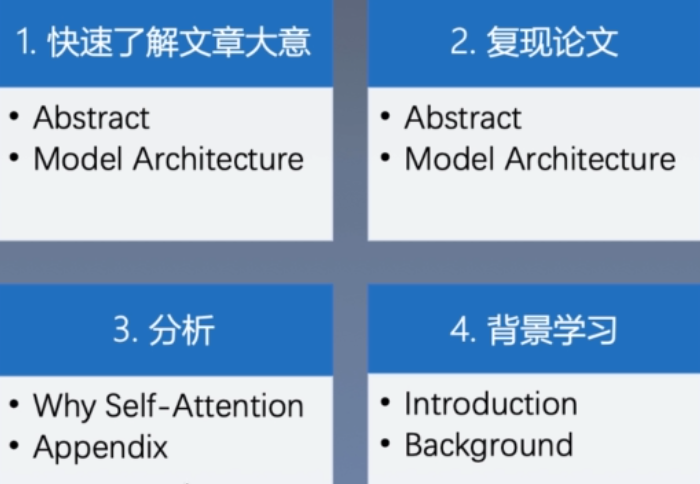 1. 快速了解文章大意
• Abstract
• Model Architecture
2. 复现论文
• Abstract
• Model Architecture
3. 分析
• Why Self-Attention
• Appendix
4. 背景学习
• Introduction
• Background